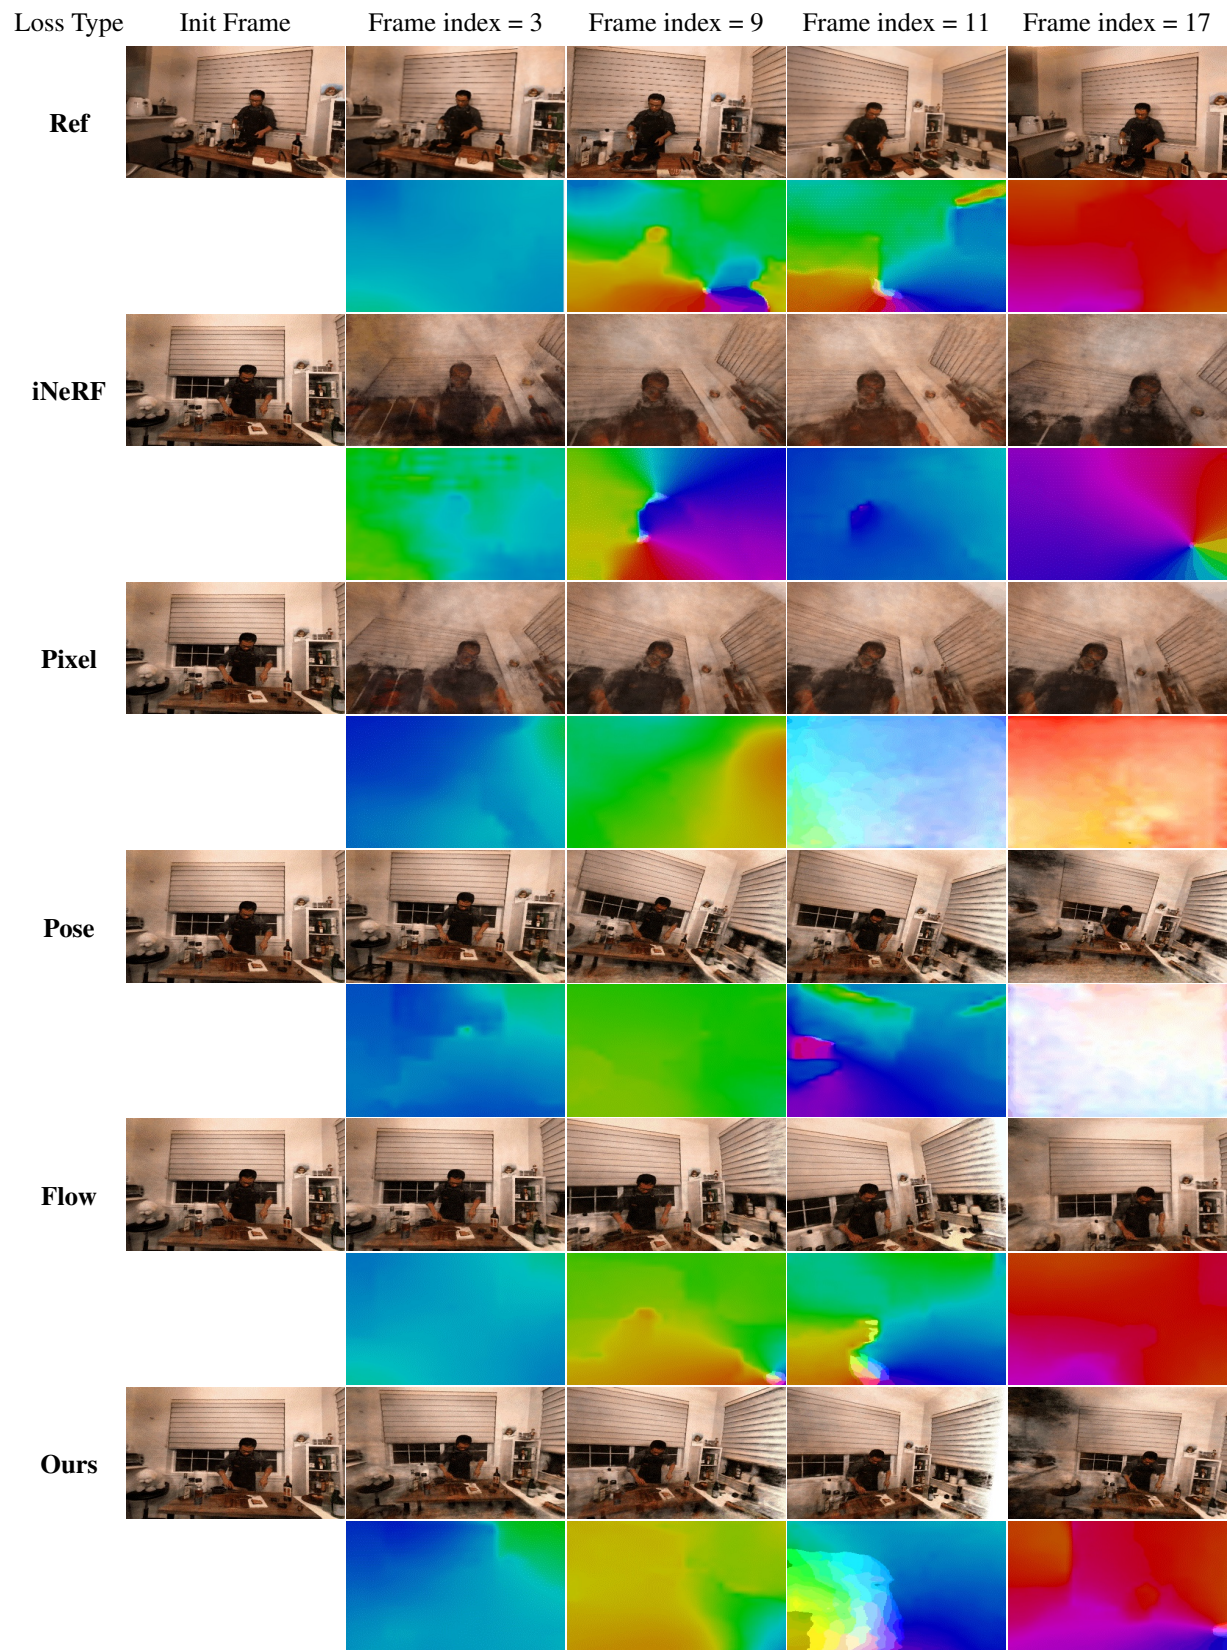 Loss Type Init Frame Frame index = 3 Frame index = 9 Frame index = 11 Frame index = 17
Ref
iNeRF
Pixel
Pose
Flow
Ours